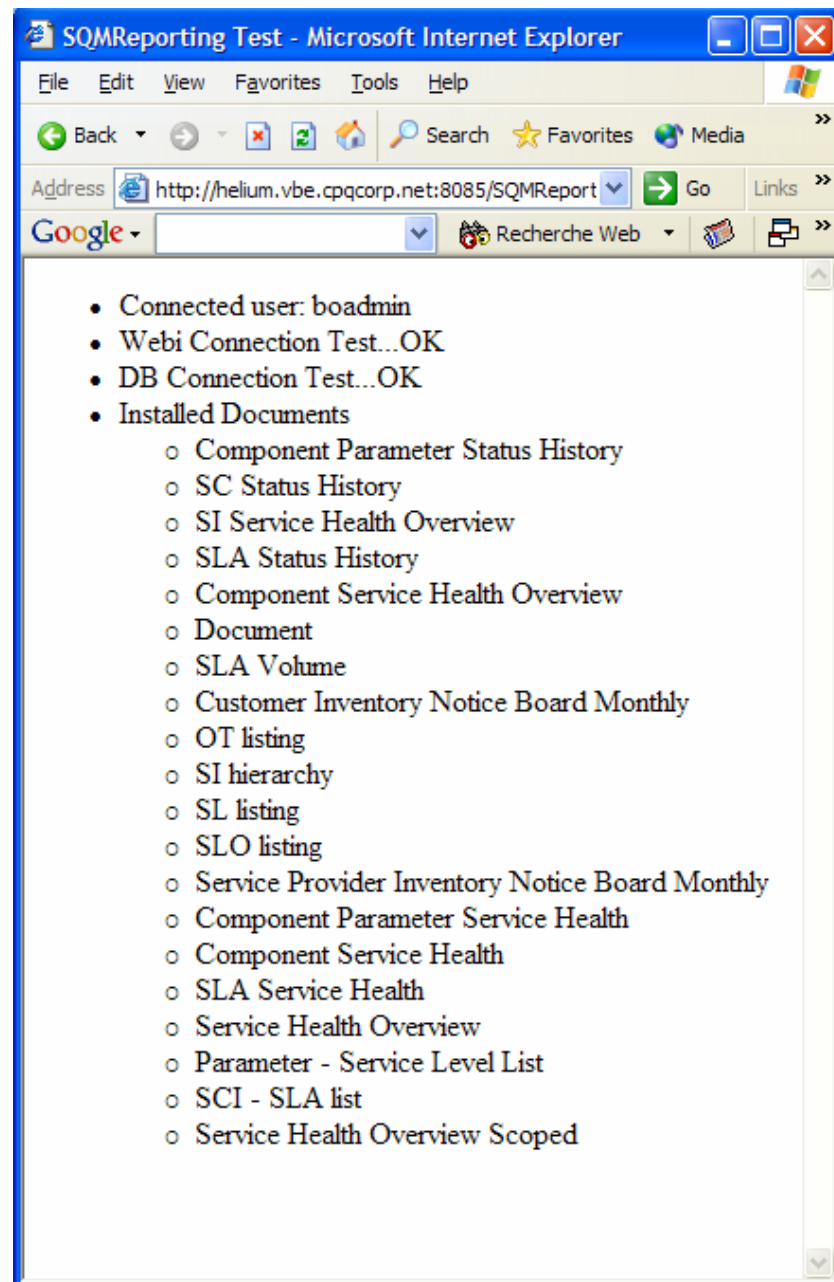 SQMReporting Test - Microsoft Internet Explorer
File Edit View Favorites Tools Help
Back Search Favorites Media »
Address http://helium.vbe.cpqcorp.net:8085/SQMReport Go Links »
Google Recherche Web »
• Connected user: boadmin
• Webi Connection Test...OK
• DB Connection Test...OK
• Installed Documents
o Component Parameter Status History
o SC Status History
o SI Service Health Overview
o SLA Status History
o Component Service Health Overview
o Document
o SLA Volume
o Customer Inventory Notice Board Monthly
o OT listing
o SI hierarchy
o SL listing
o SLO listing
o Service Provider Inventory Notice Board Monthly
o Component Parameter Service Health
o Component Service Health
o SLA Service Health
o Service Health Overview
o Parameter - Service Level List
o SCI - SLA list
o Service Health Overview Scoped